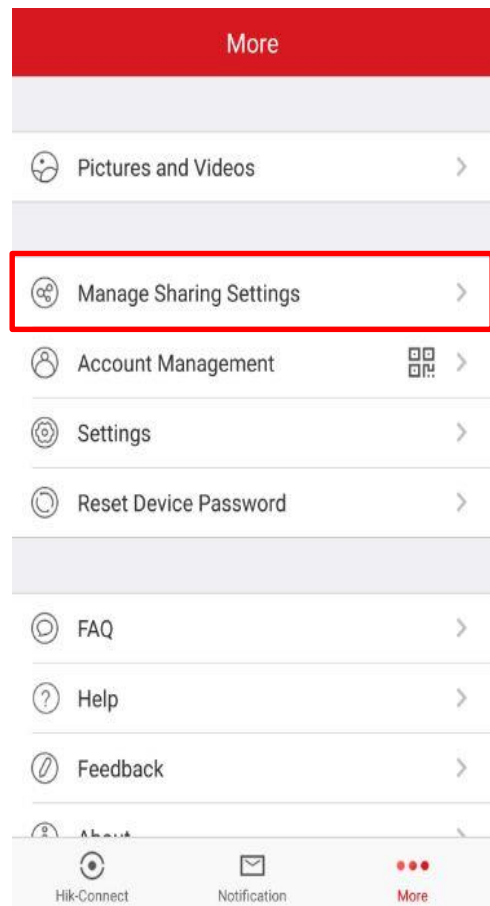 More
Pictures and Videos
Manage Sharing Settings
Account Management
Settings
Reset Device Password
FAQ
Help
Feedback
About
Hik-Connect
Notification
More